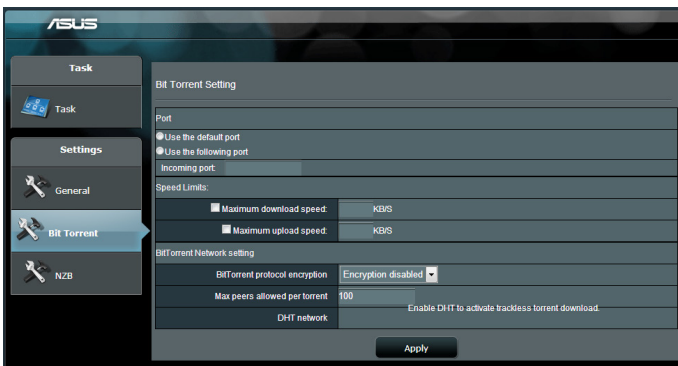 ASUS
Task
Task
Settings
General
Bit Torrent
NZB
Bit Torrent Setting
Port
Use the default port
Use the following port
Incoming port:
Speed Limits:
Maximum download speed: KB/S
Maximum upload speed: KB/S
BitTorrent Network setting
BitTorrent protocol encryption Encryption disabled
Max peers allowed per torrent 100
Enable DHT to activate trackless torrent download.
DHT network
Apply